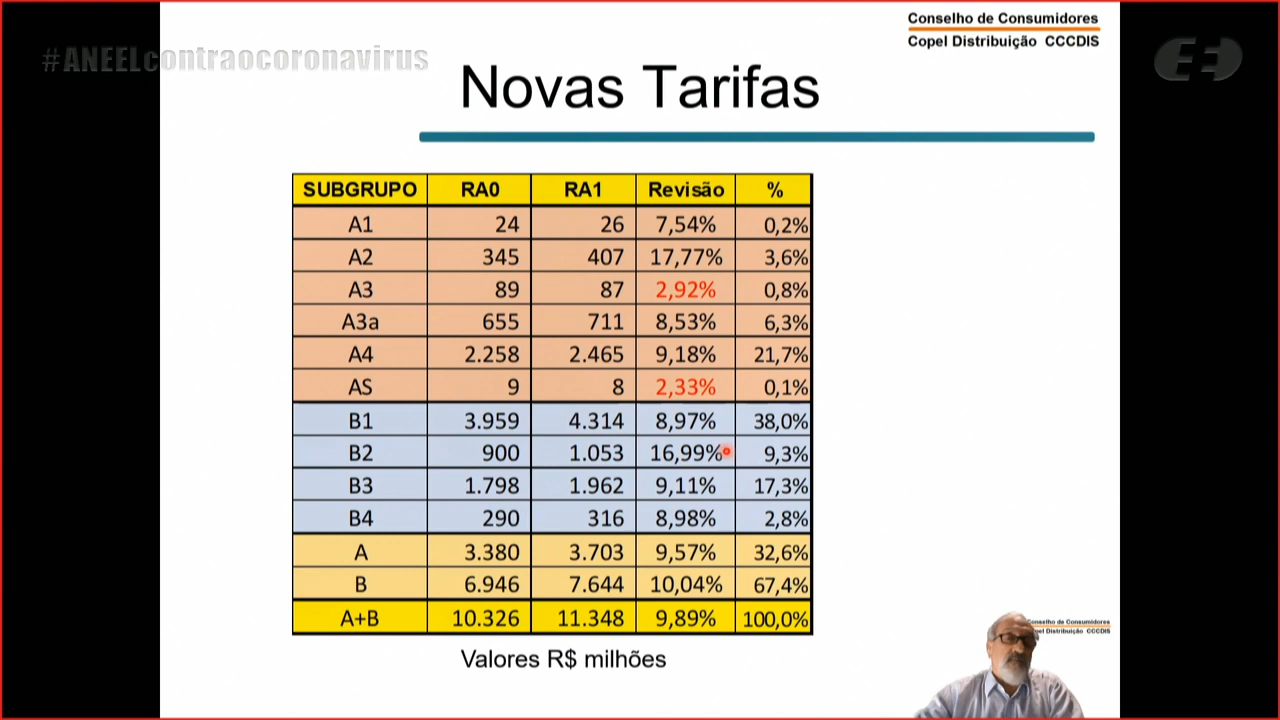 Conselho de Consumidores
Copel Distribuição CCCDIS
#ANEELcontraocoronavirus
Novas Tarifas
SUBGRUPO RA0 RA1 Revisão %
A1 24 26 7,54% 0,2%
A2 345 407 17,77% 3,6%
A3 89 87 2,92% 0,8%
A3a 655 711 8,53% 6,3%
A4 2.258 2.465 9,18% 21,7%
AS 9 8 2,33% 0,1%
B1 3.959 4.314 8,97% 38,0%
B2 900 1.053 16,99% 9,3%
B3 1.798 1.962 9,11% 17,3%
B4 290 316 8,98% 2,8%
A 3.380 3.703 9,57% 32,6%
B 6.946 7.644 10,04% 67,4%
A+B 10.326 11.348 9,89% 100,0%
Valores R$ milhões
Conselho de Consumidores
Distribuição CCCDIS